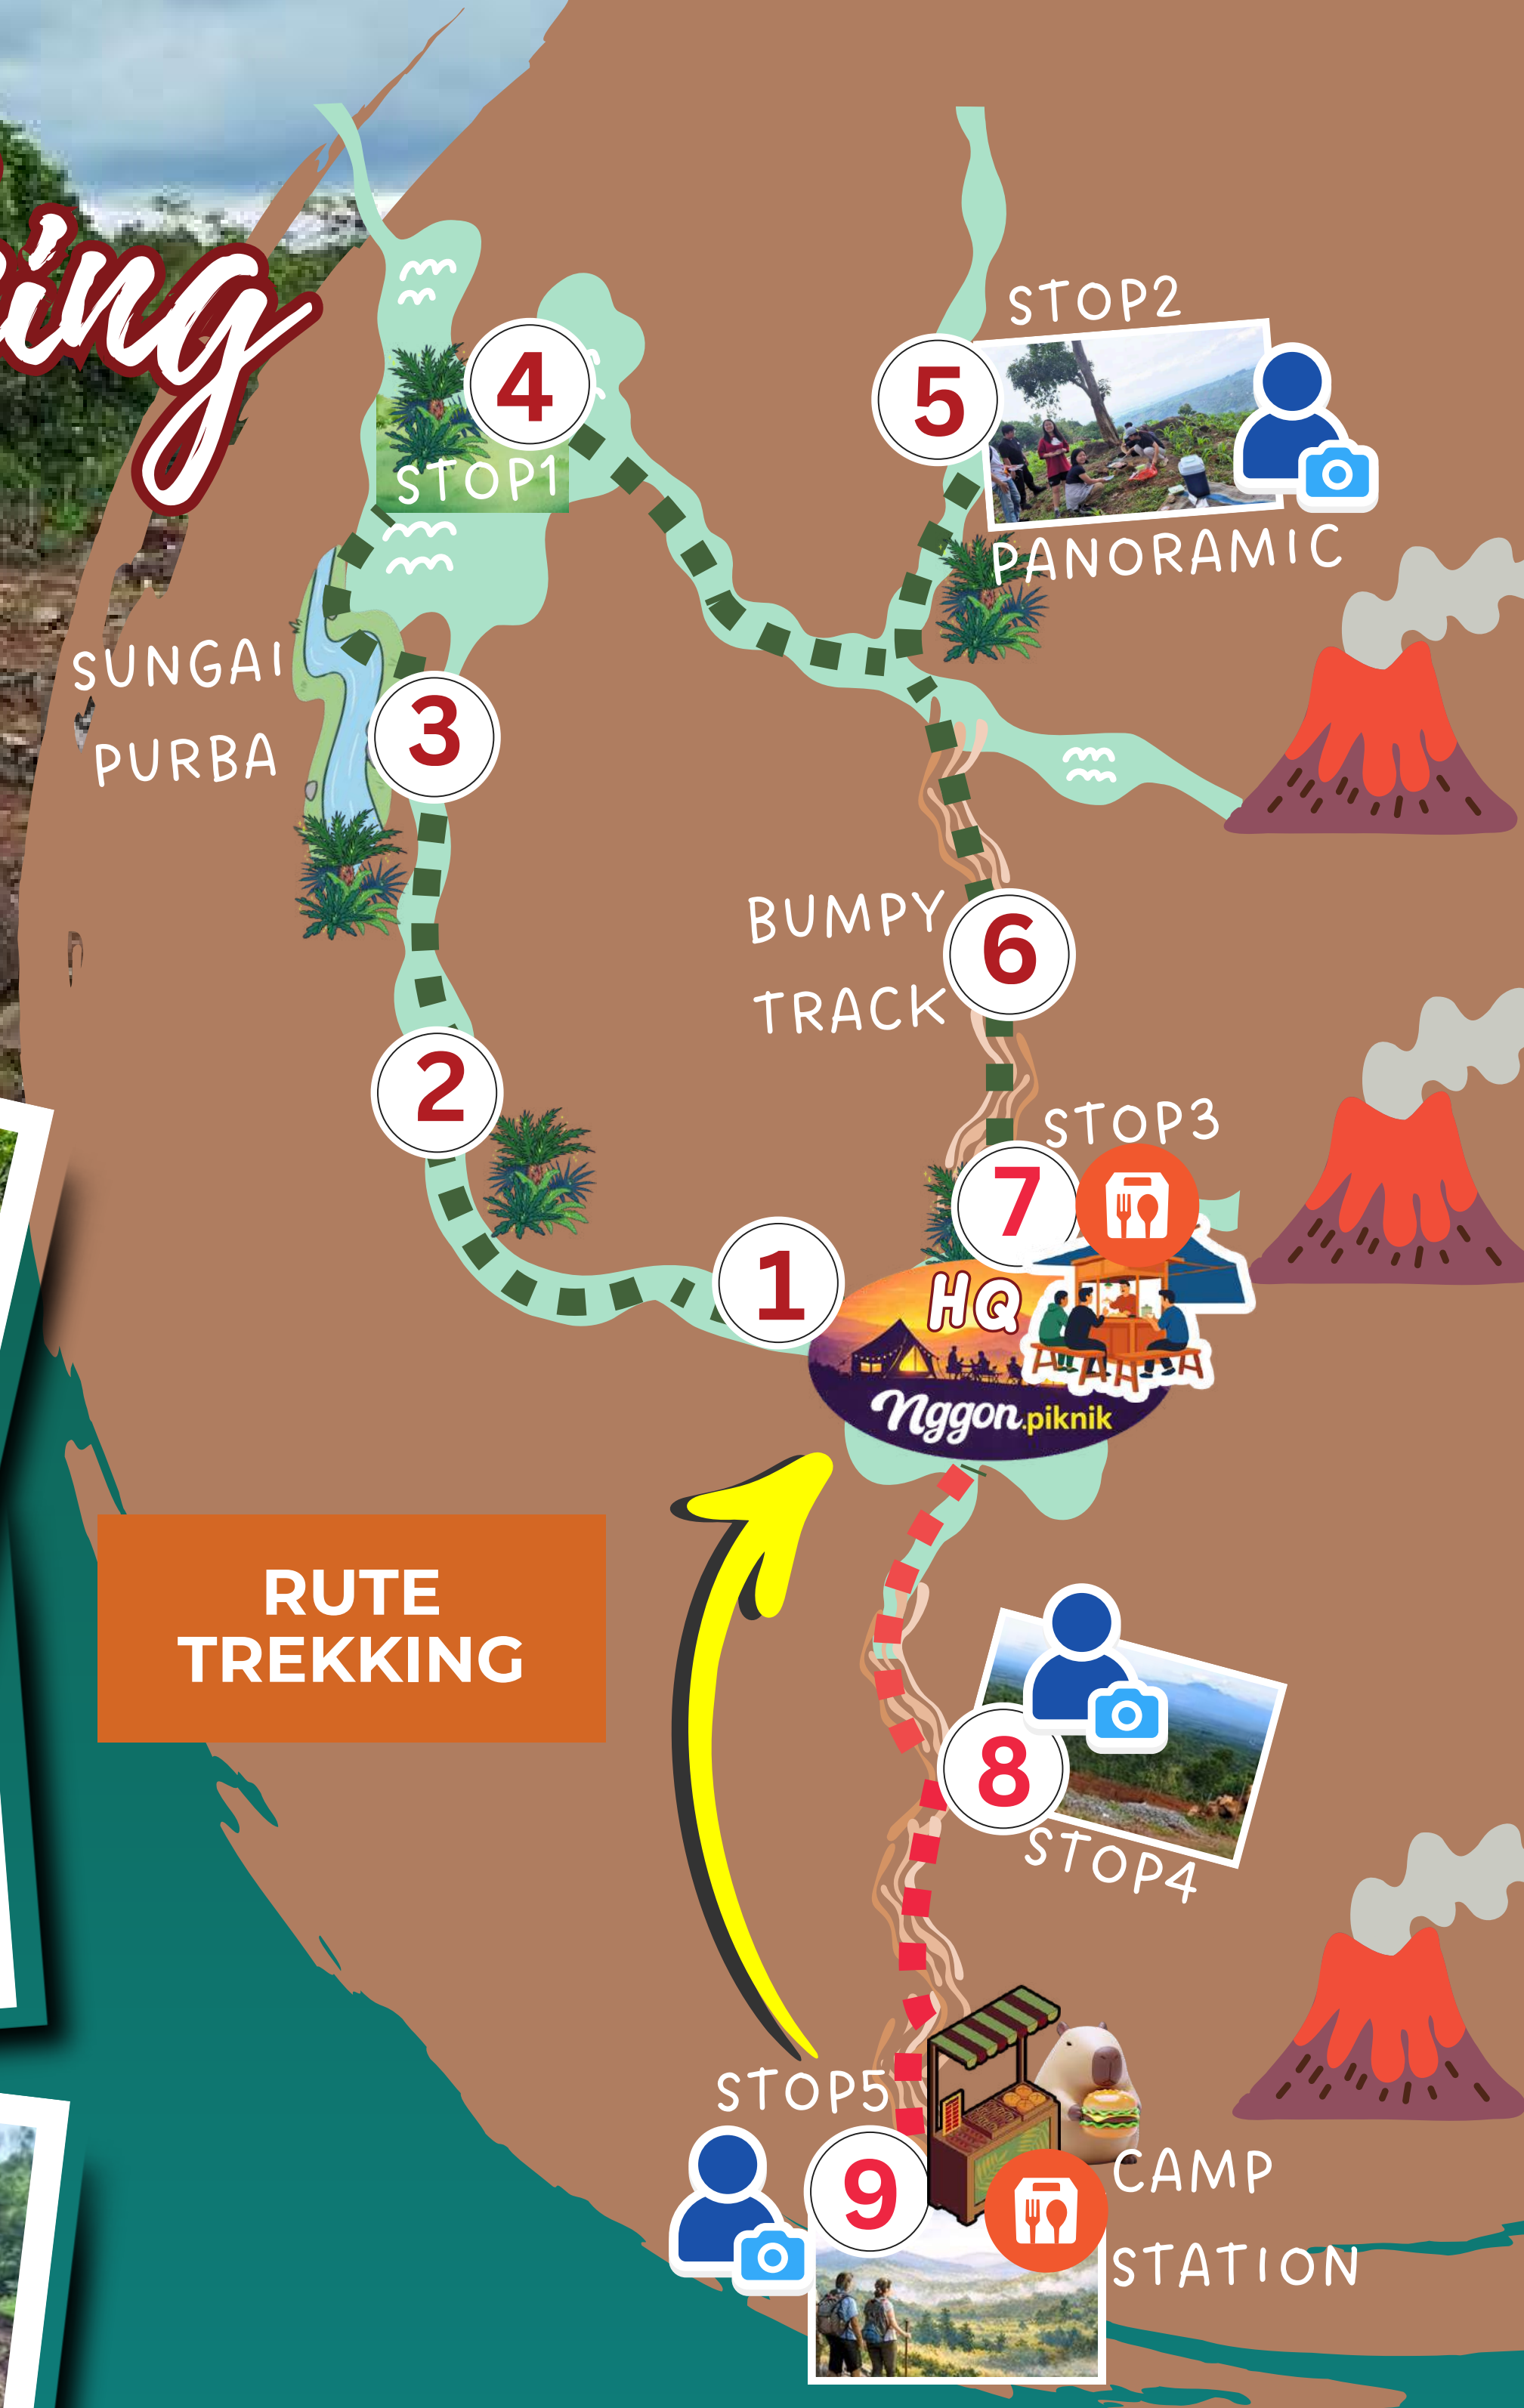 STOP2
4
5
STOP1
PANORAMIC
SUNGAI
PURBA
3
BUMPY
TRACK
6
2
STOP3
7
1
HQ
Nggon.piknik
RUTE
TREKKING
8
STOP4
STOP5
9
CAMP
STATION